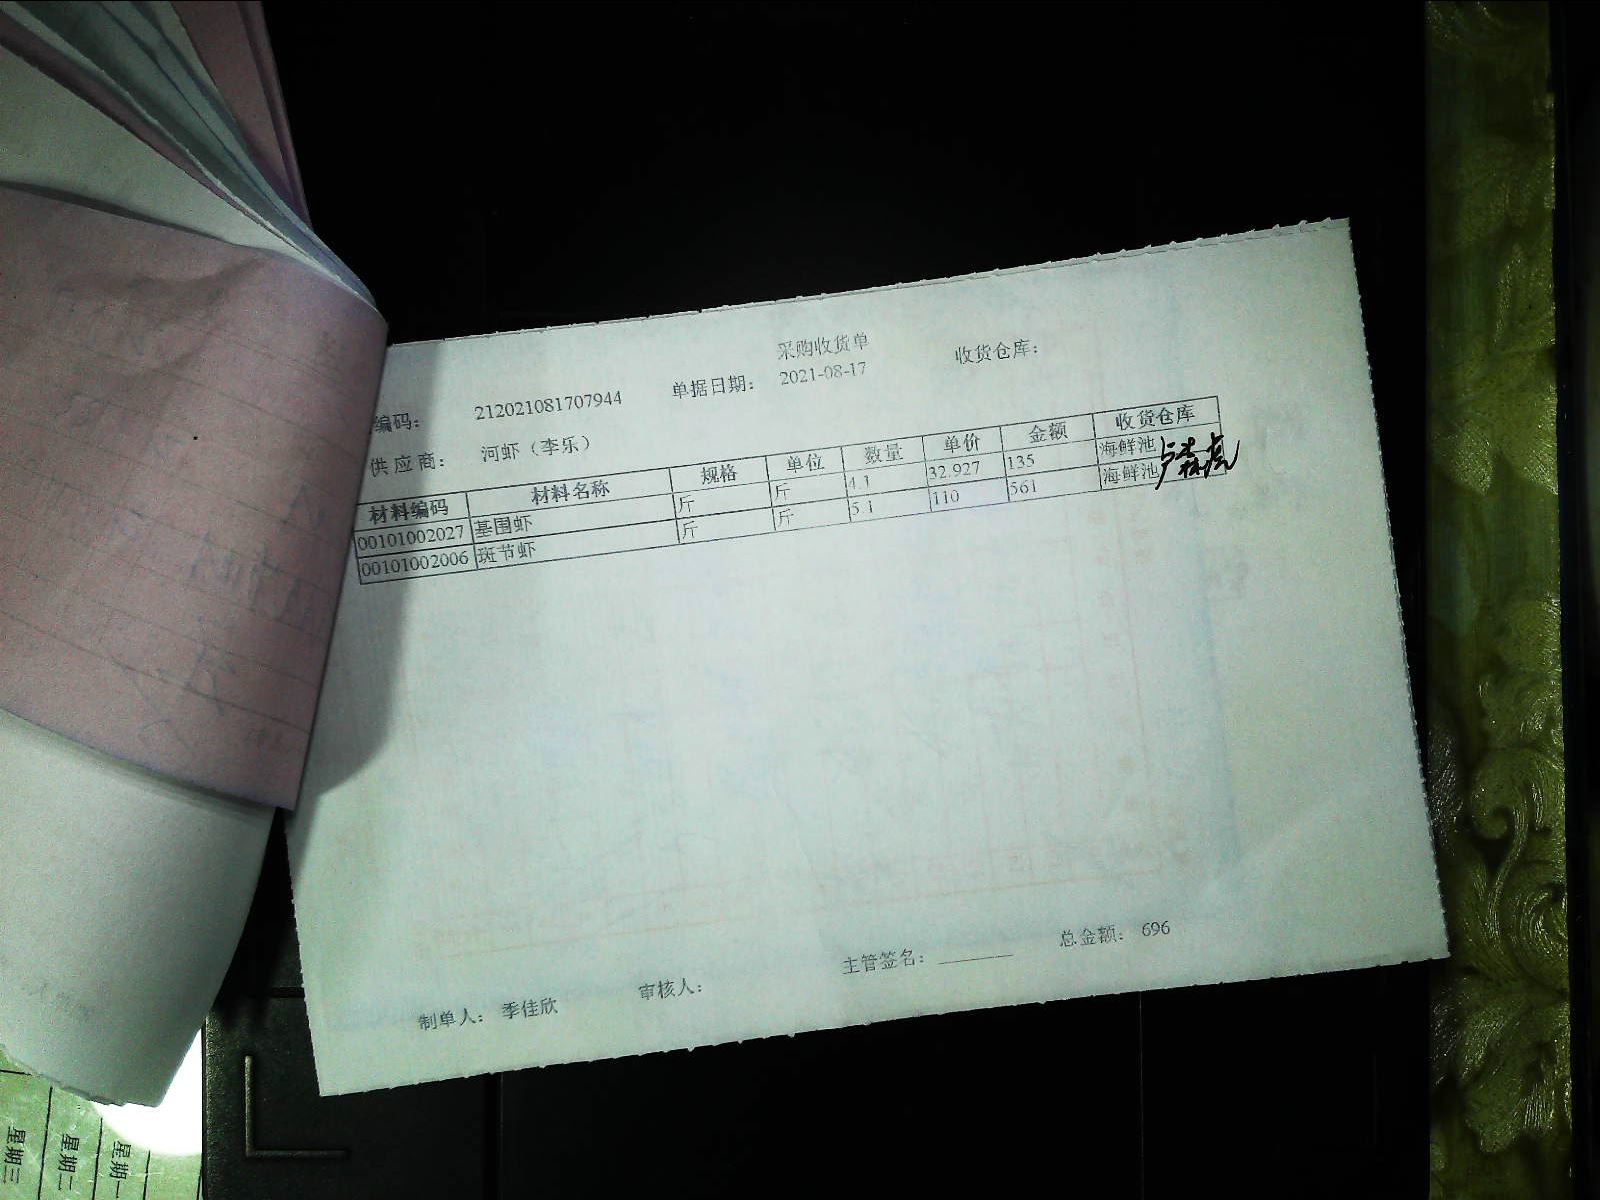 采购收货单
编码： 212021081707944 单据日期： 2021-08-17 收货仓库：
供应商： 河虾（李乐）
材料编码 材料名称 规格 单位 数量 单价 金额 收货仓库
00101002027 基围虾 斤 斤 4.1 32.927 135 海鲜池
00101002006 斑节虾 斤 斤 5.1 110 561 海鲜池
制单人： 季佳欣 审核人： 主管签名： 总金额： 696
星期一
星期二
星期三